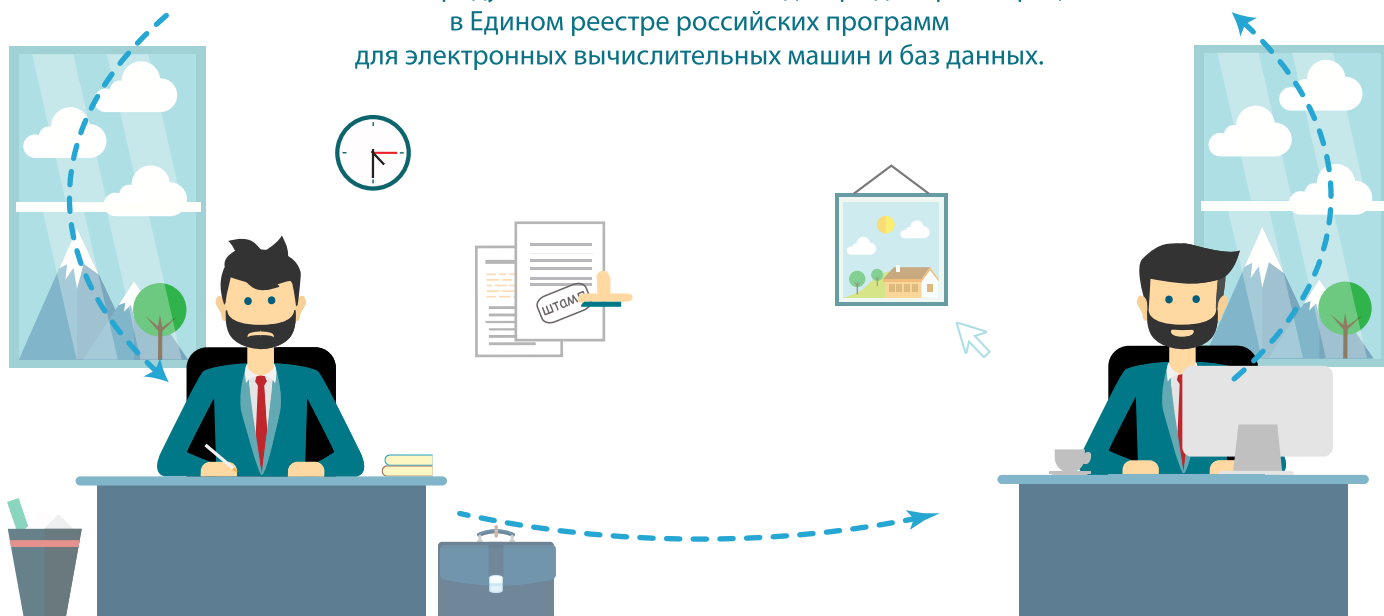 в Едином реестре российских программ
для электронных вычислительных машин и баз данных.
штамп